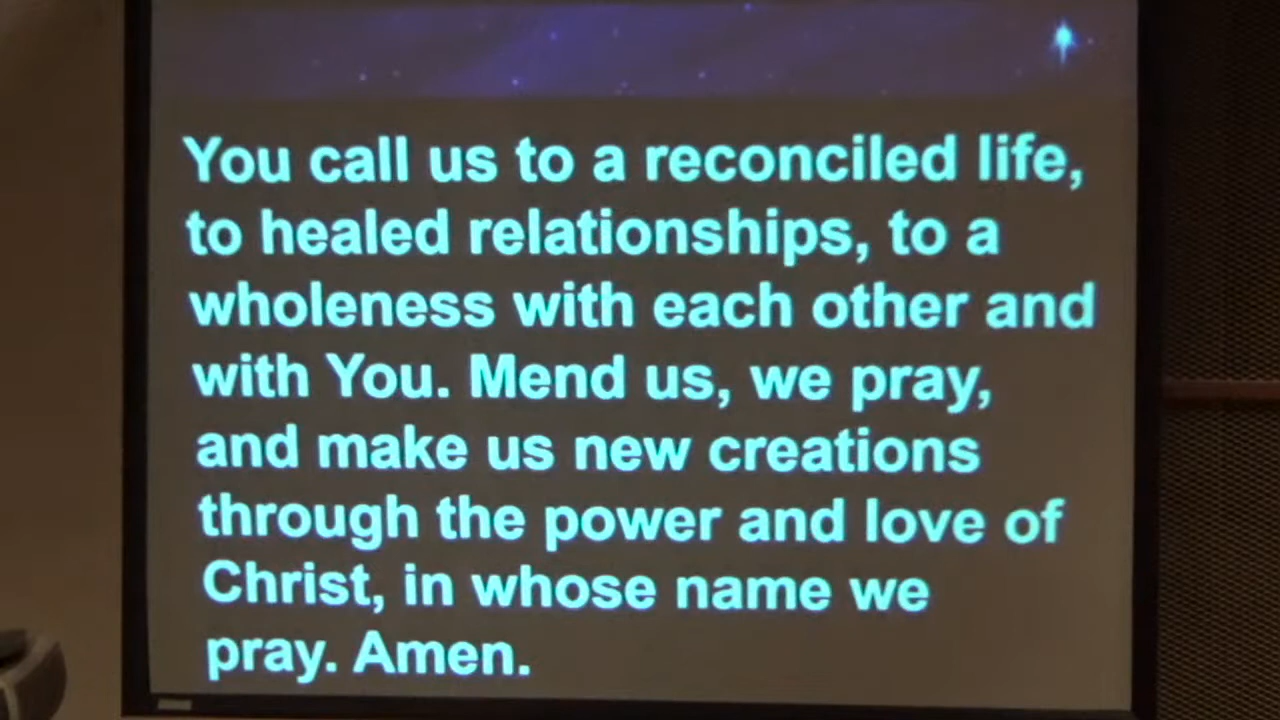 You call us to a reconciled life,
to healed relationships, to a
wholeness with each other and
with You. Mend us, we pray,
and make us new creations
through the power and love of
Christ, in whose name we
pray. Amen.